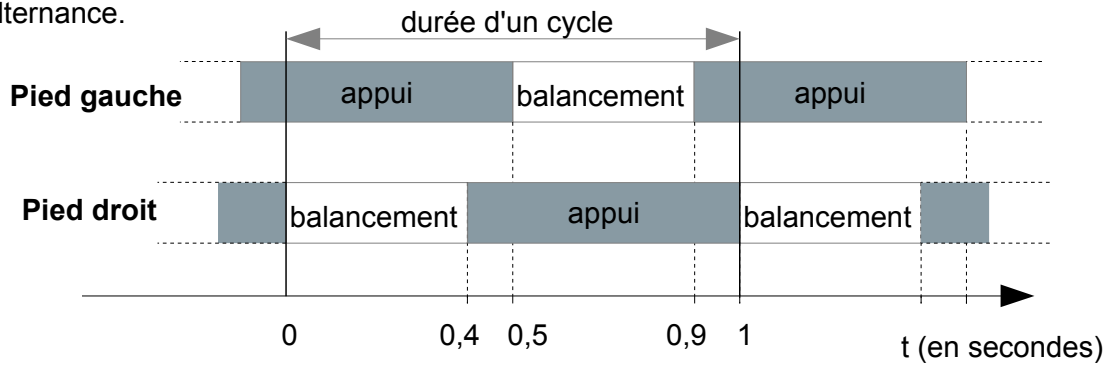 lternance.
durée d'un cycle
Pied gauche appui balancement appui
Pied droit balancement appui balancement
0 0,4 0,5 0,9 1
t (en secondes)